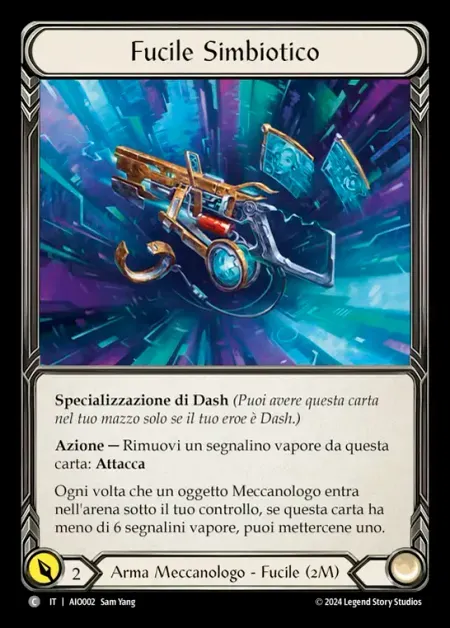 Fucile Simbiotico
Specializzazione di Dash (Puoi avere questa carta
nel tuo mazzo solo se il tuo eroe è Dash.)
Azione — Rimuovi un segnalino vapore da questa
carta: Attacca
Ogni volta che un oggetto Meccanologo entra
nell'arena sotto il tuo controllo, se questa carta ha
meno di 6 segnalini vapore, puoi mettercene uno.
2
Arma Meccanologo - Fucile (2M)
C IT | AIO002 Sam Yang
© 2024 Legend Story Studios